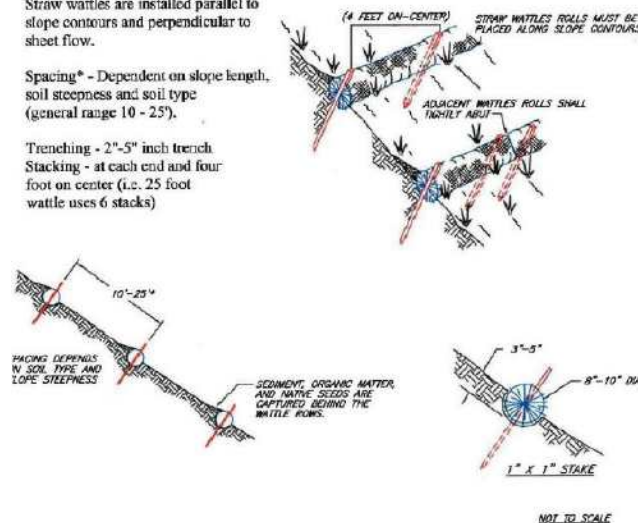 Straw wattles are installed parallel to
slope contours and perpendicular to
sheet flow.
Spacing* - Dependent on slope length,
soil steepness and soil type
(general range 10 - 25').
Trenching - 2"-5" inch trench
Stacking - at each end and four
foot on center (i.e. 25 foot
wattle uses 6 stacks)
(4 FEET ON-CENTER)
STRAW WATTLES ROLLS MUST BE
PLACED ALONG SLOPE CONTOURS
ADJACENT WATTLES ROLLS SHALL
TIGHTLY ABUT
10'-25'*
PACING DEPENDS
N SOIL TYPE AND
LOPE STEEPNESS
SEDIMENT, ORGANIC MATTER,
AND NATIVE SEEDS ARE
CAPTURED BEHIND THE
WATTLE ROWS.
3"-5"
8"-10" DIA
1" X 1" STAKE
NOT TO SCALE